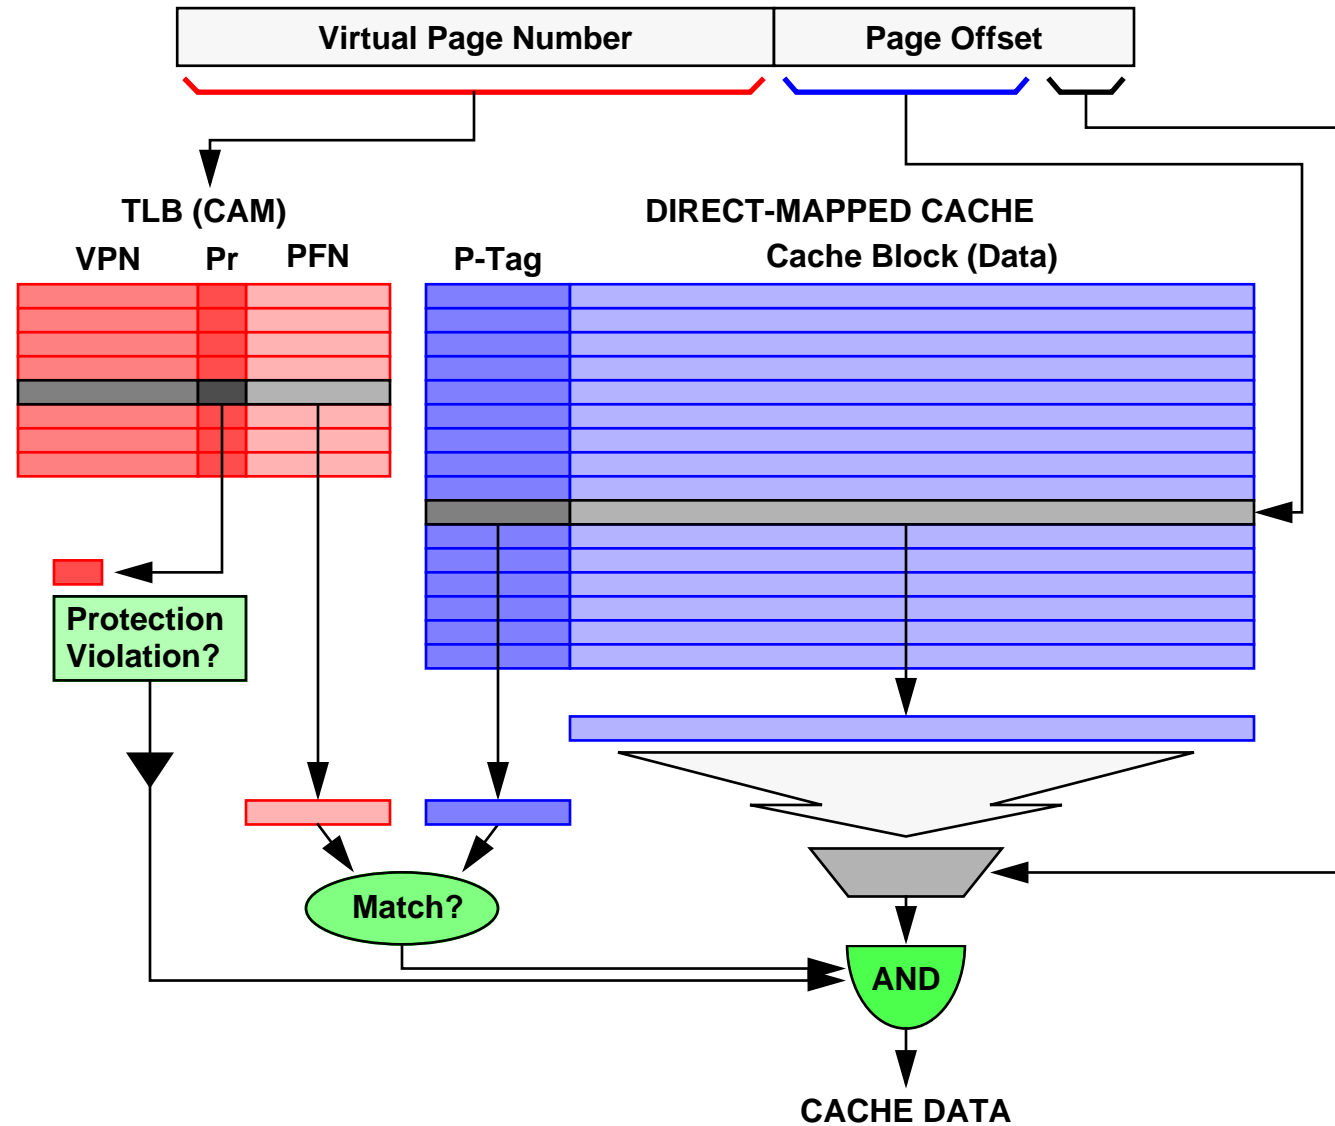 Virtual Page Number
Page Offset
TLB (CAM)
DIRECT-MAPPED CACHE
VPN
Pr
PFN
P-Tag
Cache Block (Data)
Protection
Violation?
Match?
AND
CACHE DATA